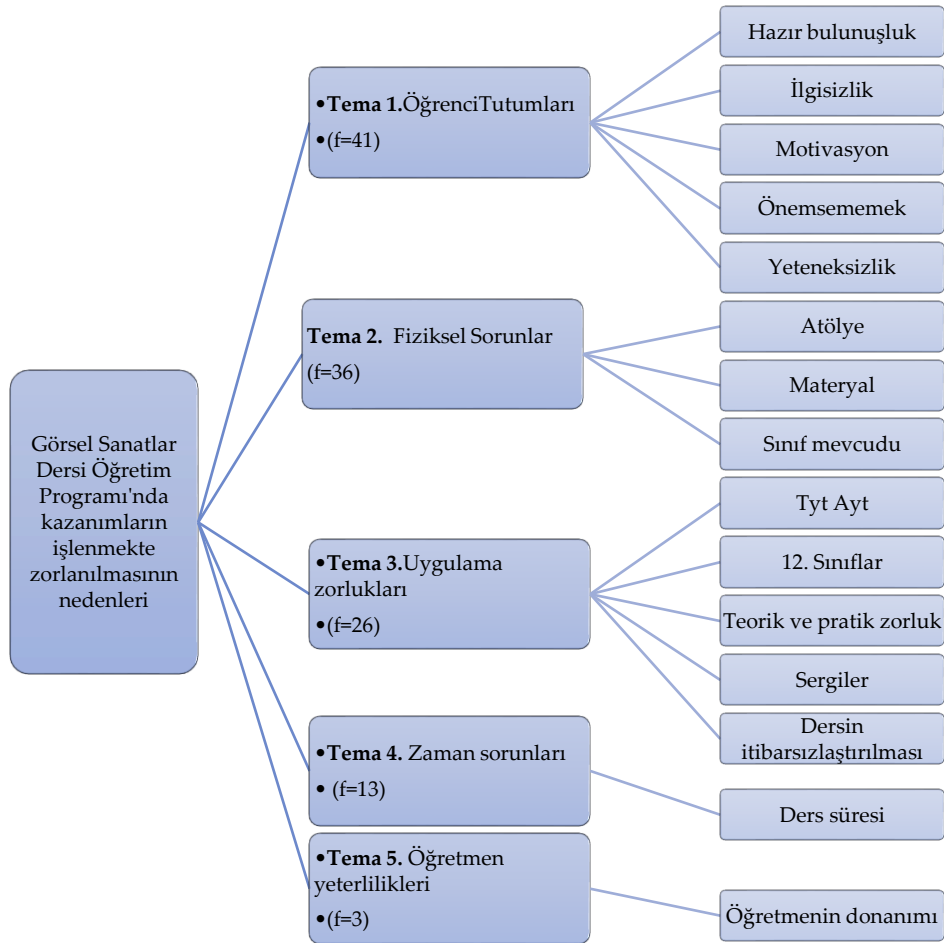 Görsel Sanatlar
Dersi Öğretim
Programı'nda
kazanımların
işlenmekte
zorlanılmasının
nedenleri
•Tema 1.ÖğrenciTutumları
•(f=41)
Hazır bulunuşluk
İlgisizlik
Motivasyon
Önemsememek
Yeteneksizlik
Tema 2. Fiziksel Sorunlar
(f=36)
Atölye
Materyal
Sınıf mevcudu
•Tema 3.Uygulama
zorlukları
•(f=26)
Tyt Ayt
12. Sınıflar
Teorik ve pratik zorluk
Sergiler
Dersin
itibarsızlaştırılması
•Tema 4. Zaman sorunları
• (f=13)
Ders süresi
•Tema 5. Öğretmen
yeterlilikleri
•(f=3)
Öğretmenin donanımı